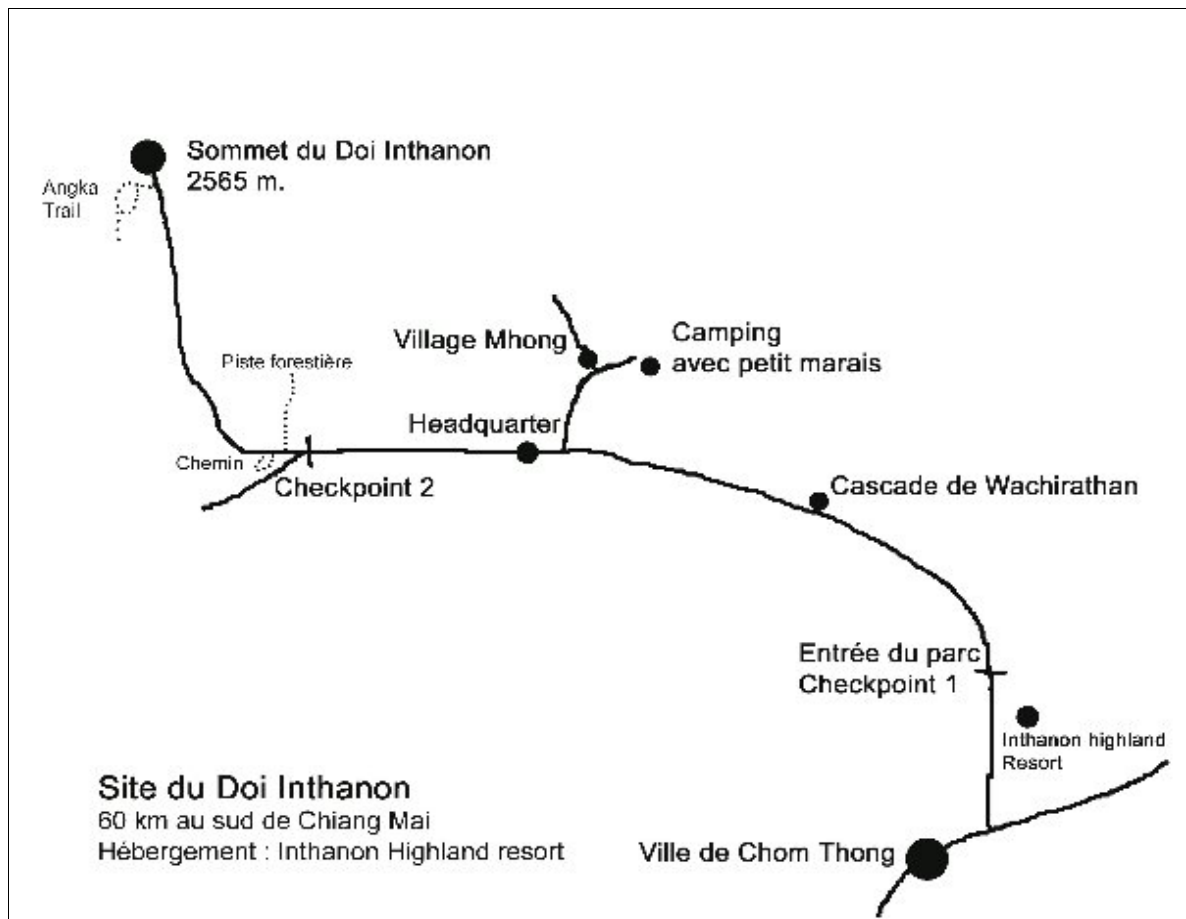 Sommet du Doi Inthanon
2565 m.
Angka
Trail
Village Mhong
Camping
avec petit marais
Piste forestière
Headquarter
Chemin
Checkpoint 2
Cascade de Wachirathan
Entrée du parc
Checkpoint 1
Inthanon highland
Resort
Site du Doi Inthanon
60 km au sud de Chiang Mai
Hébergement : Inthanon Highland resort
Ville de Chom Thong